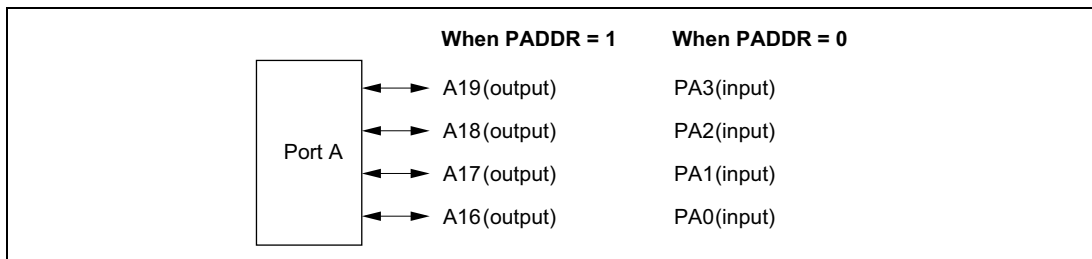 When PADDR = 1 When PADDR = 0
A19(output) PA3(input)
A18(output) PA2(input)
Port A
A17(output) PA1(input)
A16(output) PA0(input)